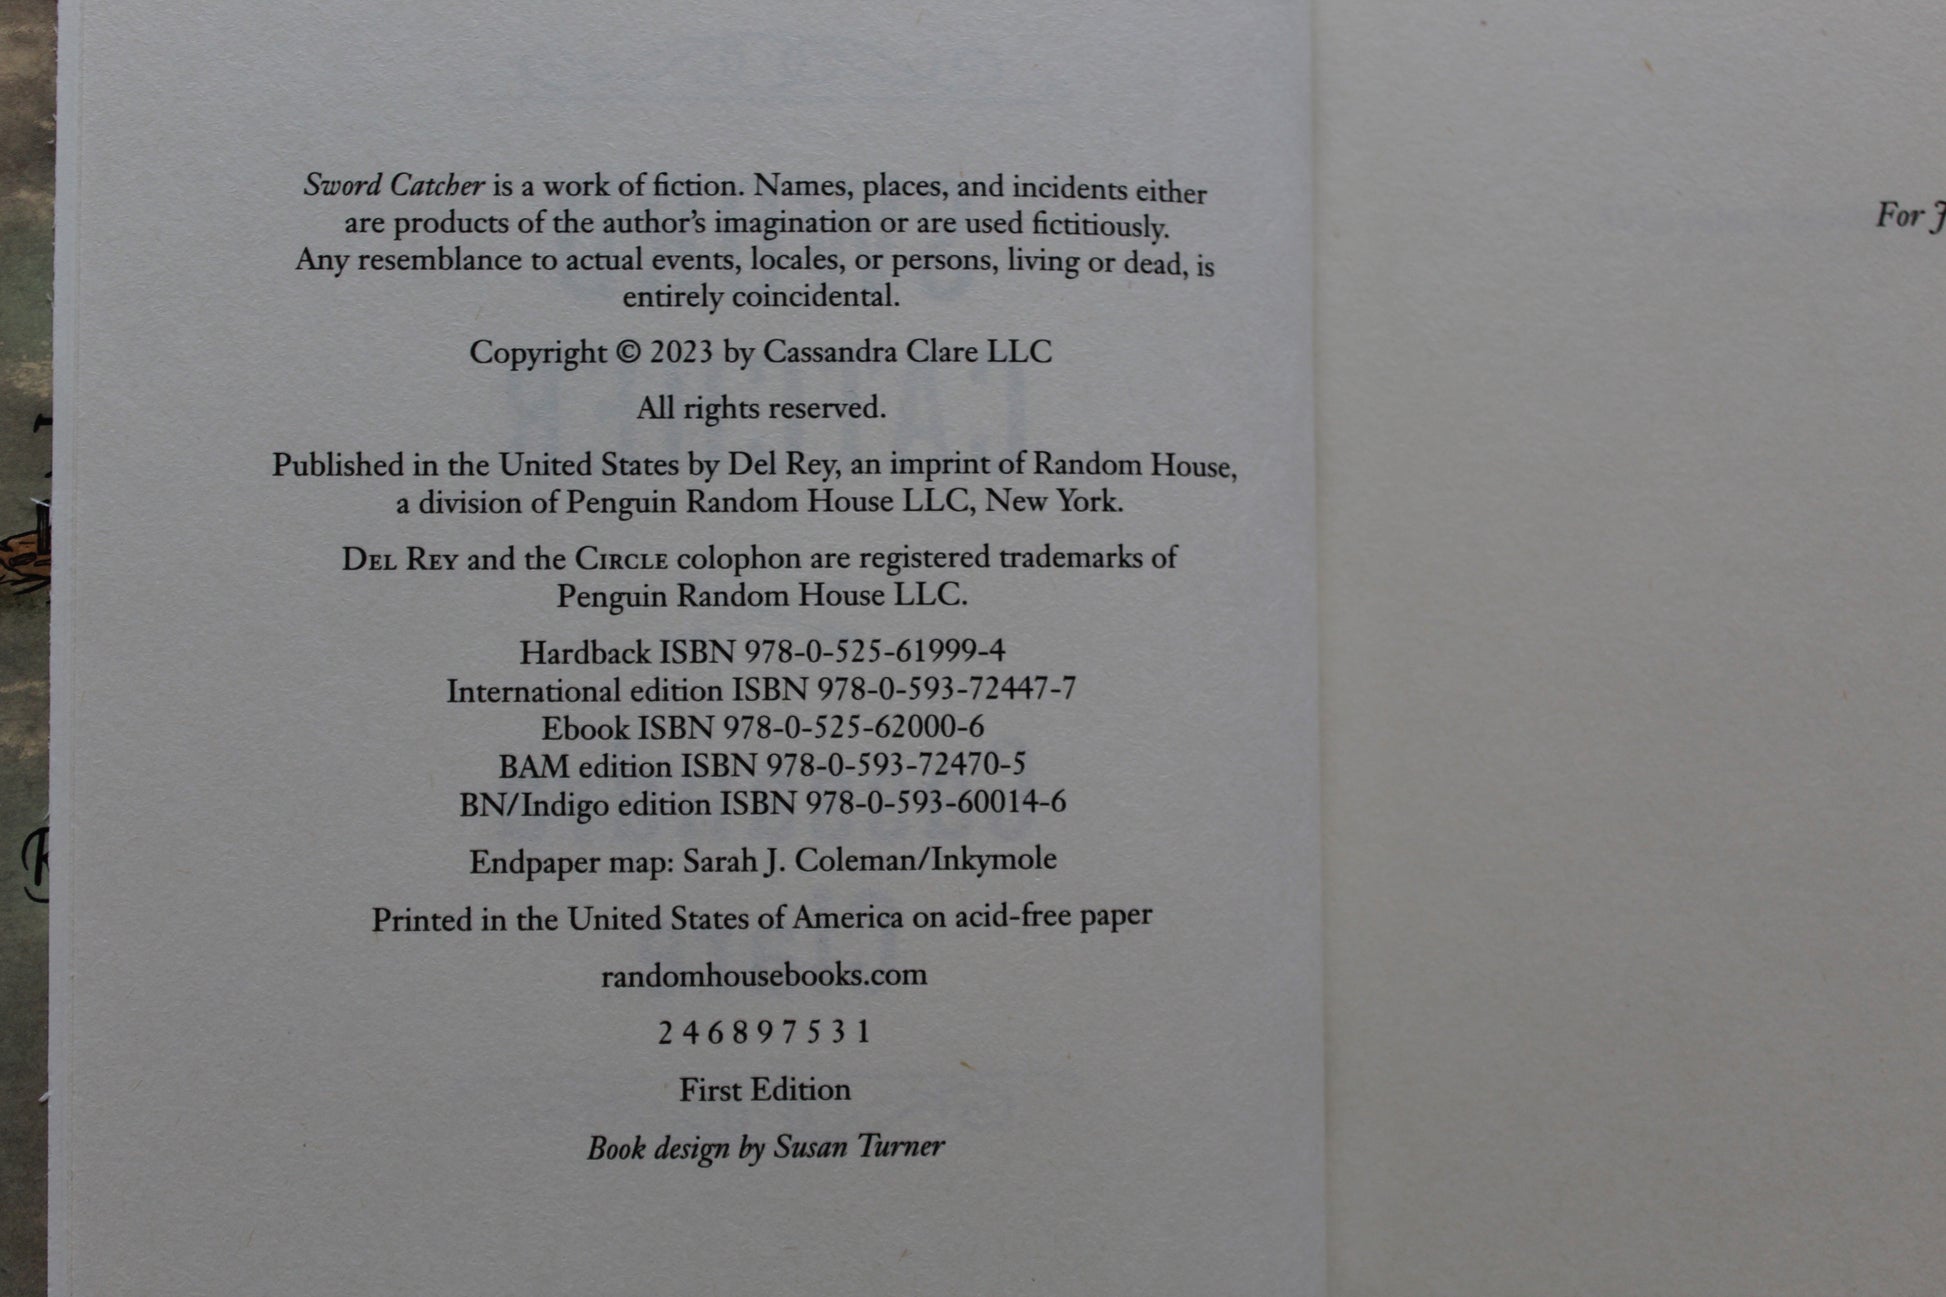 Sword Catcher is a work of fiction. Names, places, and incidents either
are products of the author's imagination or are used fictitiously.
Any resemblance to actual events, locales, or persons, living or dead, is
entirely coincidental.
Copyright © 2023 by Cassandra Clare LLC
All rights reserved.
Published in the United States by Del Rey, an imprint of Random House,
a division of Penguin Random House LLC, New York.
DEL REY and the CIRCLE colophon are registered trademarks of
Penguin Random House LLC.
Hardback ISBN 978-0-525-61999-4
International edition ISBN 978-0-593-72447-7
Ebook ISBN 978-0-525-62000-6
BAM edition ISBN 978-0-593-72470-5
BN/Indigo edition ISBN 978-0-593-60014-6
Endpaper map: Sarah J. Coleman/Inkymole
Printed in the United States of America on acid-free paper
randomhousebooks.com
2 4 6 8 9 7 5 3 1
First Edition
Book design by Susan Turner
For